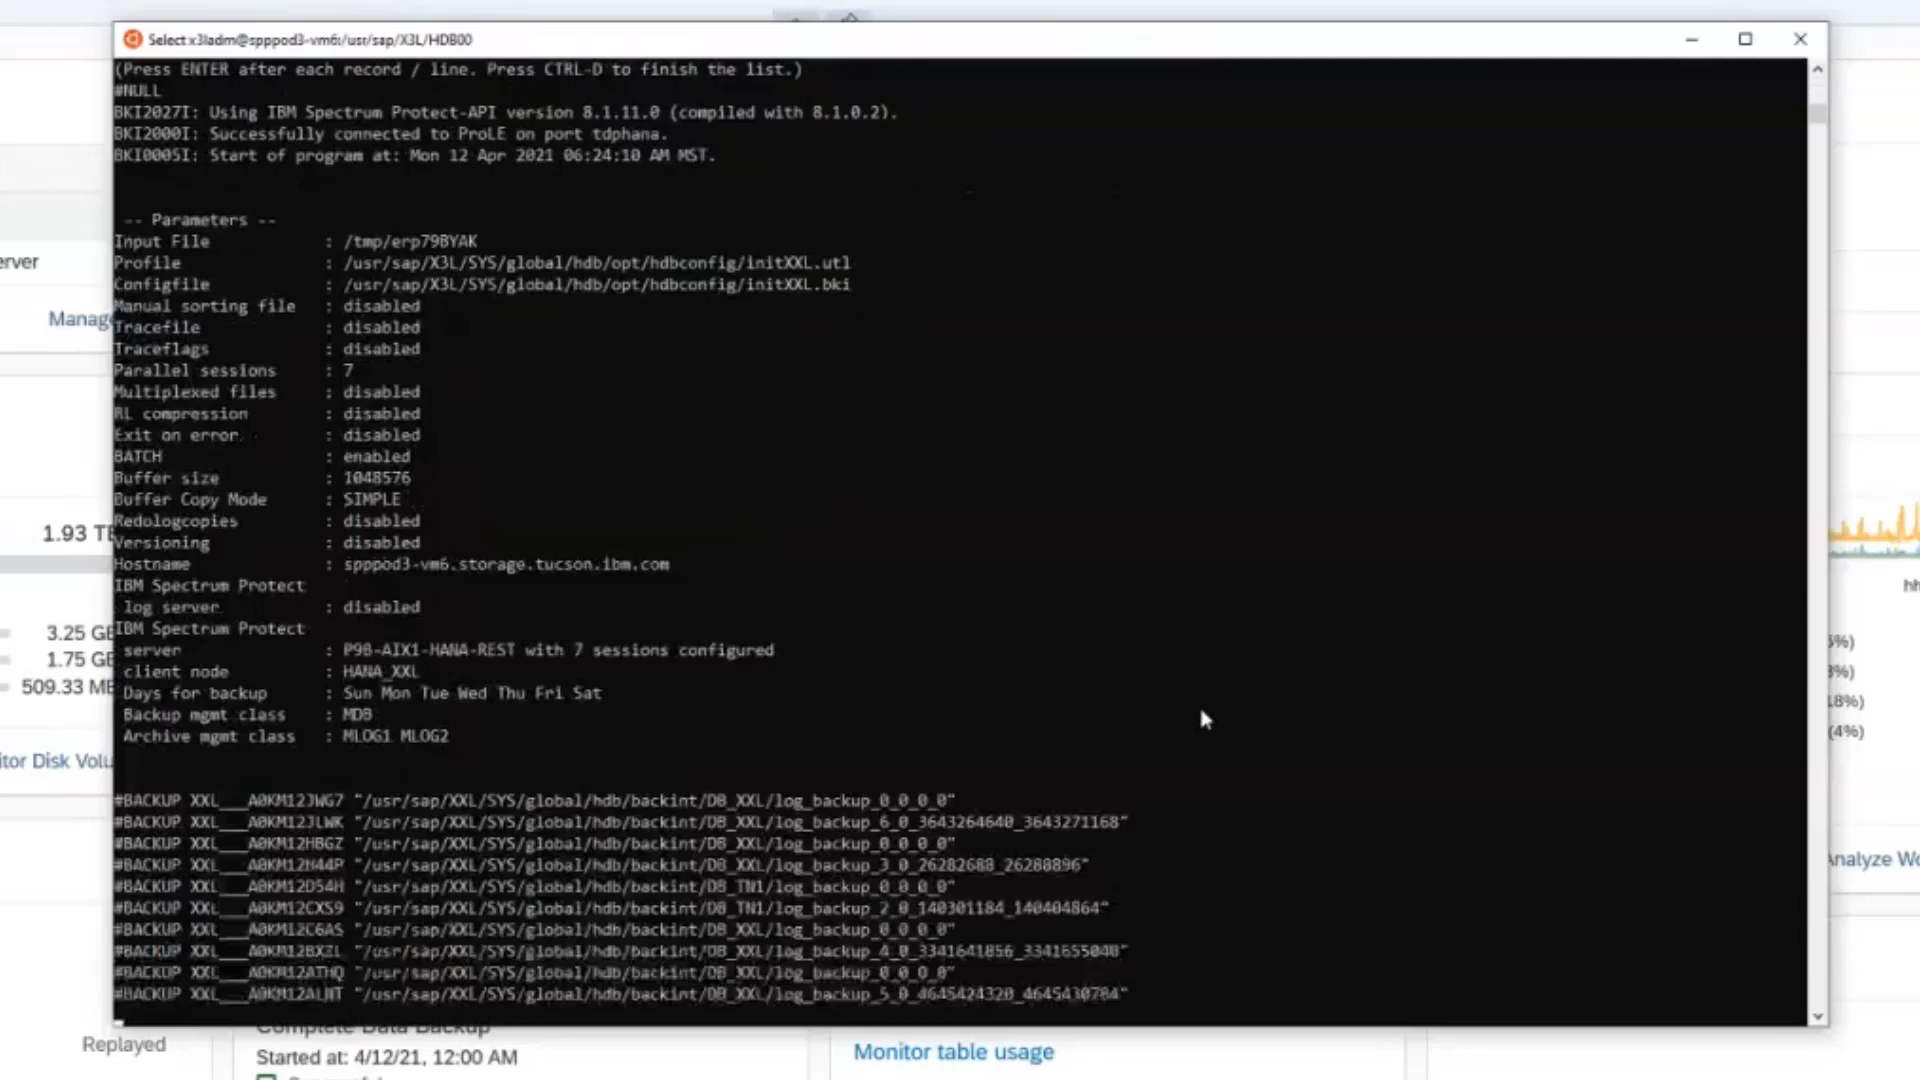 Select x3ladm@spppod3-vm6:/usr/sap/X3L/HDB00
(Press ENTER after each record / line. Press CTRL-D to finish the list.)
#NULL
BKI2027I: Using IBM Spectrum Protect-API version 8.1.11.0 (compiled with 8.1.0.2).
BKI2000I: Successfully connected to ProLE on port tdphana.
BKI0005I: Start of program at: Mon 12 Apr 2021 06:24:10 AM MST.
-- Parameters --
Input File : /tmp/erp79BYAK
Profile : /usr/sap/X3L/SYS/global/hdb/opt/hdbconfig/initXXL.utl
Configfile : /usr/sap/X3L/SYS/global/hdb/opt/hdbconfig/initXXL.bki
Manual sorting file : disabled
Tracefile : disabled
Traceflags : disabled
Parallel sessions : 7
Multiplexed files : disabled
RL compression : disabled
Exit on error : disabled
BATCH : enabled
Buffer size : 1048576
Buffer Copy Mode : SIMPLE
Redologcopies : disabled
Versioning : disabled
Hostname : spppod3-vm6.storage.tucson.ibm.com
IBM Spectrum Protect
log server : disabled
IBM Spectrum Protect
server : P9B-AIX1-HANA-REST with 7 sessions configured
client node : HANA_XXL
Days for backup : Sun Mon Tue Wed Thu Fri Sat
Backup mgmt class : MDB
Archive mgmt class : MLOG1 MLOG2
#BACKUP XXL___A0KM12JWG7 "/usr/sap/XXL/SYS/global/hdb/backint/DB_XXL/log_backup_0_0_0_0"
#BACKUP XXL___A0KM12JLWK "/usr/sap/XXL/SYS/global/hdb/backint/DB_XXL/log_backup_6_0_3643264640_3643271168"
#BACKUP XXL___A0KM12HBGZ "/usr/sap/XXL/SYS/global/hdb/backint/DB_XXL/log_backup_0_0_0_0"
#BACKUP XXL___A0KM12H44P "/usr/sap/XXL/SYS/global/hdb/backint/DB_XXL/log_backup_3_0_26282688_26288896"
#BACKUP XXL___A0KM12D54H "/usr/sap/XXL/SYS/global/hdb/backint/DB_TN1/log_backup_0_0_0_0"
#BACKUP XXL___A0KM12CXS9 "/usr/sap/XXL/SYS/global/hdb/backint/DB_TN1/log_backup_2_0_140301184_140404864"
#BACKUP XXL___A0KM12C6AS "/usr/sap/XXL/SYS/global/hdb/backint/DB_XXL/log_backup_0_0_0_0"
#BACKUP XXL___A0KM12BXZL "/usr/sap/XXL/SYS/global/hdb/backint/DB_XXL/log_backup_4_0_3341641856_3341655040"
#BACKUP XXL___A0KM12ATHQ "/usr/sap/XXL/SYS/global/hdb/backint/DB_XXL/log_backup_0_0_0_0"
#BACKUP "/usr/sap/XXL/SYS/global/hdb/backint/DB_XXL/log_backup_5_0_4645424320_4645430784"
erver
Manage
1.93 TB
3.25 GB
1.75 GB
509.33 MB
itor Disk Volu
hh
8%)
(4%)
Analyze Wo
Replayed
Complete Data Backup
Started at: 4/12/21, 12:00 AM
Monitor table usage